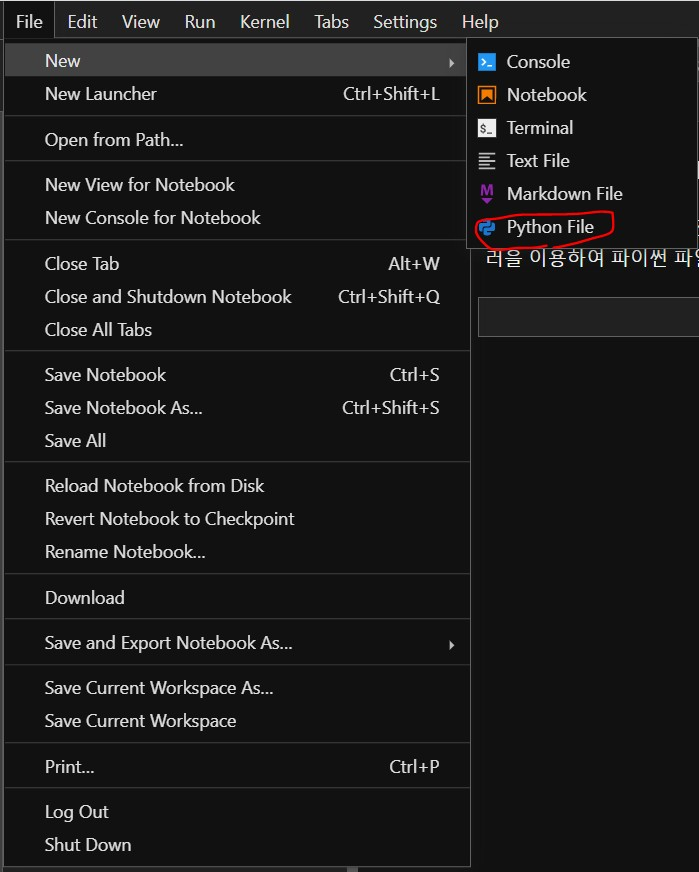 File Edit View Run Kernel Tabs Settings Help
New
New Launcher Ctrl+Shift+L
Open from Path...
New View for Notebook
New Console for Notebook
Close Tab Alt+W
Close and Shutdown Notebook Ctrl+Shift+Q
Close All Tabs
Save Notebook Ctrl+S
Save Notebook As... Ctrl+Shift+S
Save All
Reload Notebook from Disk
Revert Notebook to Checkpoint
Rename Notebook...
Download
Save and Export Notebook As...
Save Current Workspace As...
Save Current Workspace
Print... Ctrl+P
Log Out
Shut Down
Console
Notebook
$_ Terminal
Text File
M Markdown File
Python File
러을 이용하여 파이썬